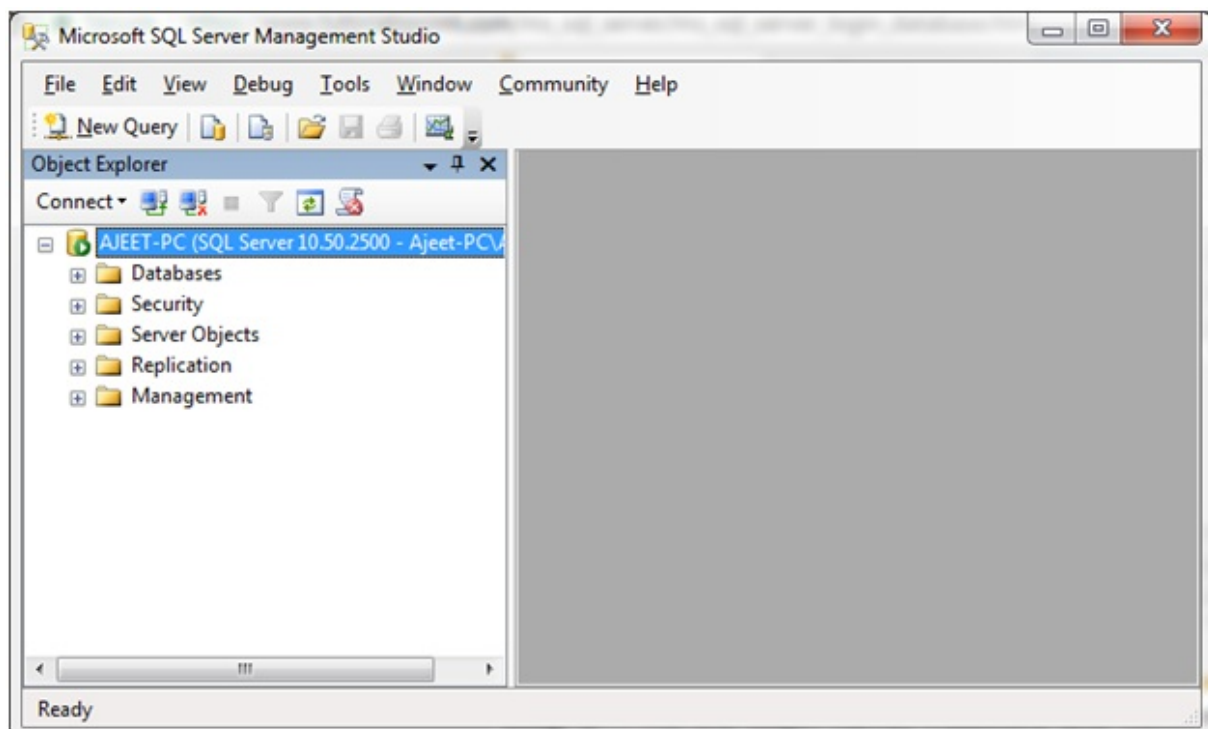 Microsoft SQL Server Management Studio
File Edit View Debug Tools Window Community Help
New Query
Object Explorer
Connect
AJEET-PC (SQL Server 10.50.2500 - Ajeet-PC\A
Databases
Security
Server Objects
Replication
Management
Ready